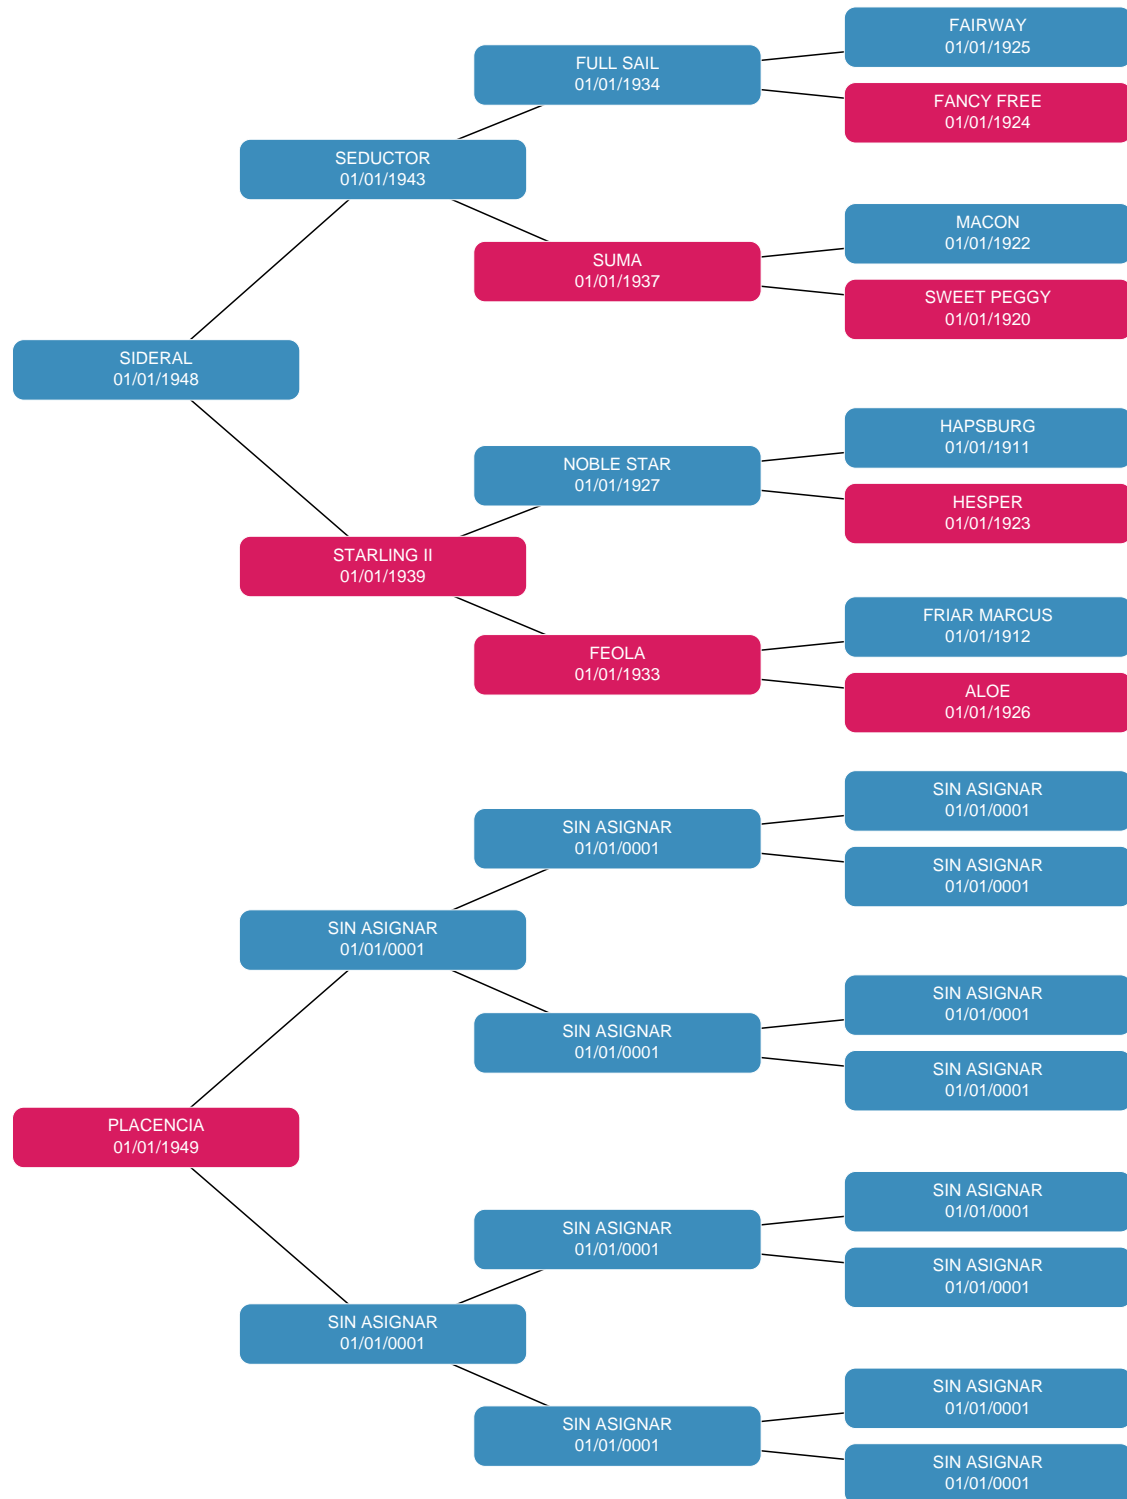 FAIRWAY
01/01/1925
FULL SAIL
01/01/1934
FANCY FREE
01/01/1924
SEDUCTOR
01/01/1943
MACON
01/01/1922
SUMA
01/01/1937
SWEET PEGGY
01/01/1920
SIDERAL
01/01/1948
HAPSBURG
01/01/1911
NOBLE STAR
01/01/1927
HESPER
01/01/1923
STARLING II
01/01/1939
FRIAR MARCUS
01/01/1912
FEOLA
01/01/1933
ALOE
01/01/1926
SIN ASIGNAR
01/01/0001
SIN ASIGNAR
01/01/0001
SIN ASIGNAR
01/01/0001
SIN ASIGNAR
01/01/0001
SIN ASIGNAR
01/01/0001
SIN ASIGNAR
01/01/0001
SIN ASIGNAR
01/01/0001
PLACENCIA
01/01/1949
SIN ASIGNAR
01/01/0001
SIN ASIGNAR
01/01/0001
SIN ASIGNAR
01/01/0001
SIN ASIGNAR
01/01/0001
SIN ASIGNAR
01/01/0001
SIN ASIGNAR
01/01/0001
SIN ASIGNAR
01/01/0001